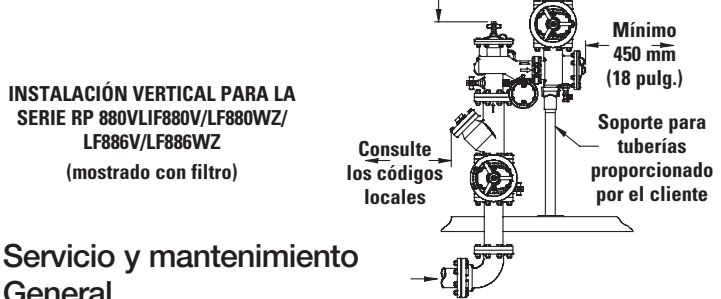 INSTALACIÓN VERTICAL PARA LA
SERIE RP 880VLIF880V/LF880WZ/
LF886V/LF886WZ
(mostrado con filtro)
Mínimo
450 mm
(18 pulg.)
Consulte
los códigos
locales
Soporte para
tuberías
proporcionado
por el cliente
Servicio y mantenimiento
General